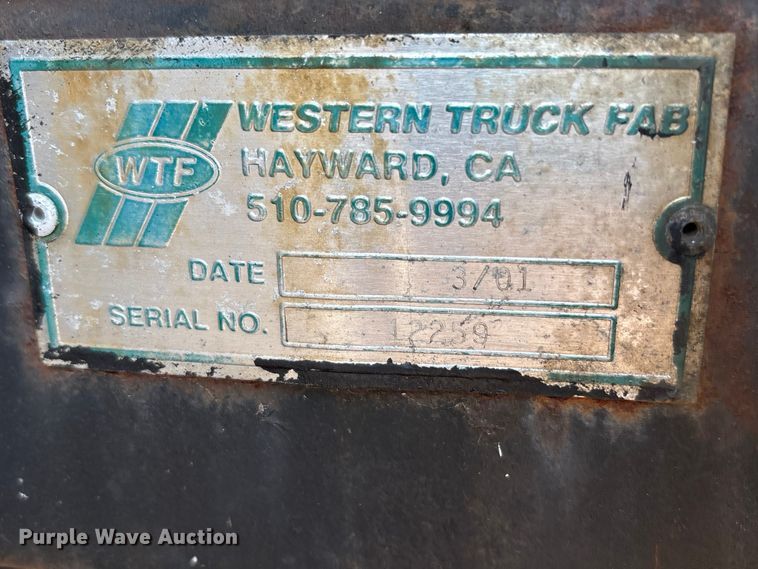 WTF
WESTERN TRUCK FAB
HAYWARD, CA
510-785-9994
DATE 3/01
SERIAL NO. 12259
Purple Wave Auction